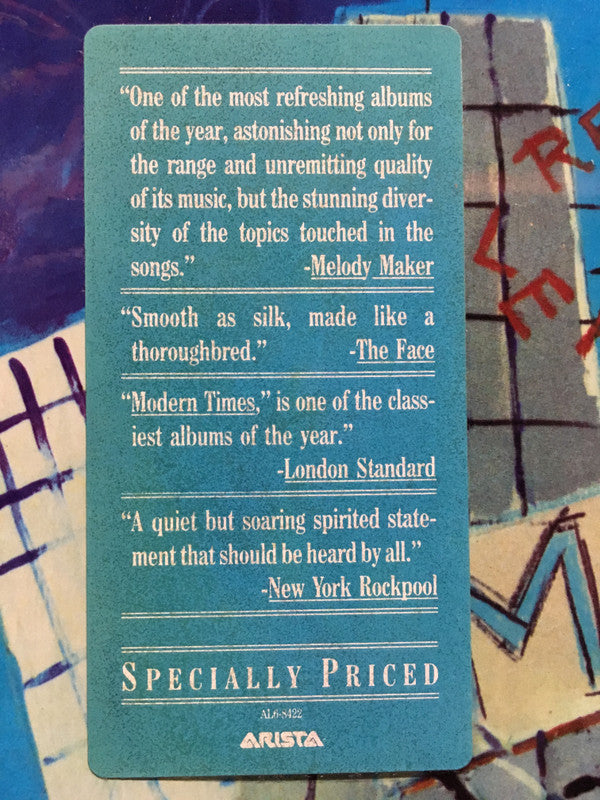 “One of the most refreshing albums
of the year, astonishing not only for
the range and unremitting quality
of its music, but the stunning diver-
sity of the topics touched in the
songs.” -Melody Maker
“Smooth as silk, made like a
thoroughbred.” -The Face
“Modern Times,” is one of the class-
iest albums of the year.”
-London Standard
“A quiet but soaring spirited state-
ment that should be heard by all.”
-New York Rockpool
SPECIALLY PRICED
AL6-8422
ARISTA